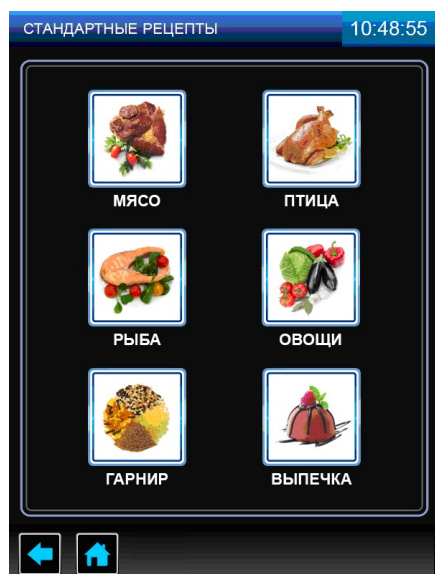 СТАНДАРТНЫЕ РЕЦЕПТЫ 10:48:55
МЯСО ПТИЦА
РЫБА ОВОЩИ
ГАРНИР ВЫПЕЧКА